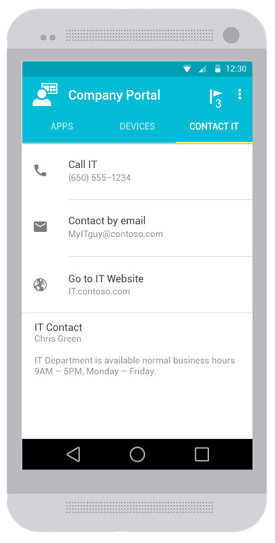 12:30
Company Portal
3
APPS
DEVICES
CONTACT IT
Call IT
(650) 555–1234
Contact by email
MyITguy@contoso.com
Go to IT Website
IT.contoso.com
IT Contact
Chris Green
IT Department is available normal business hours
9AM – 5PM, Monday – Friday.